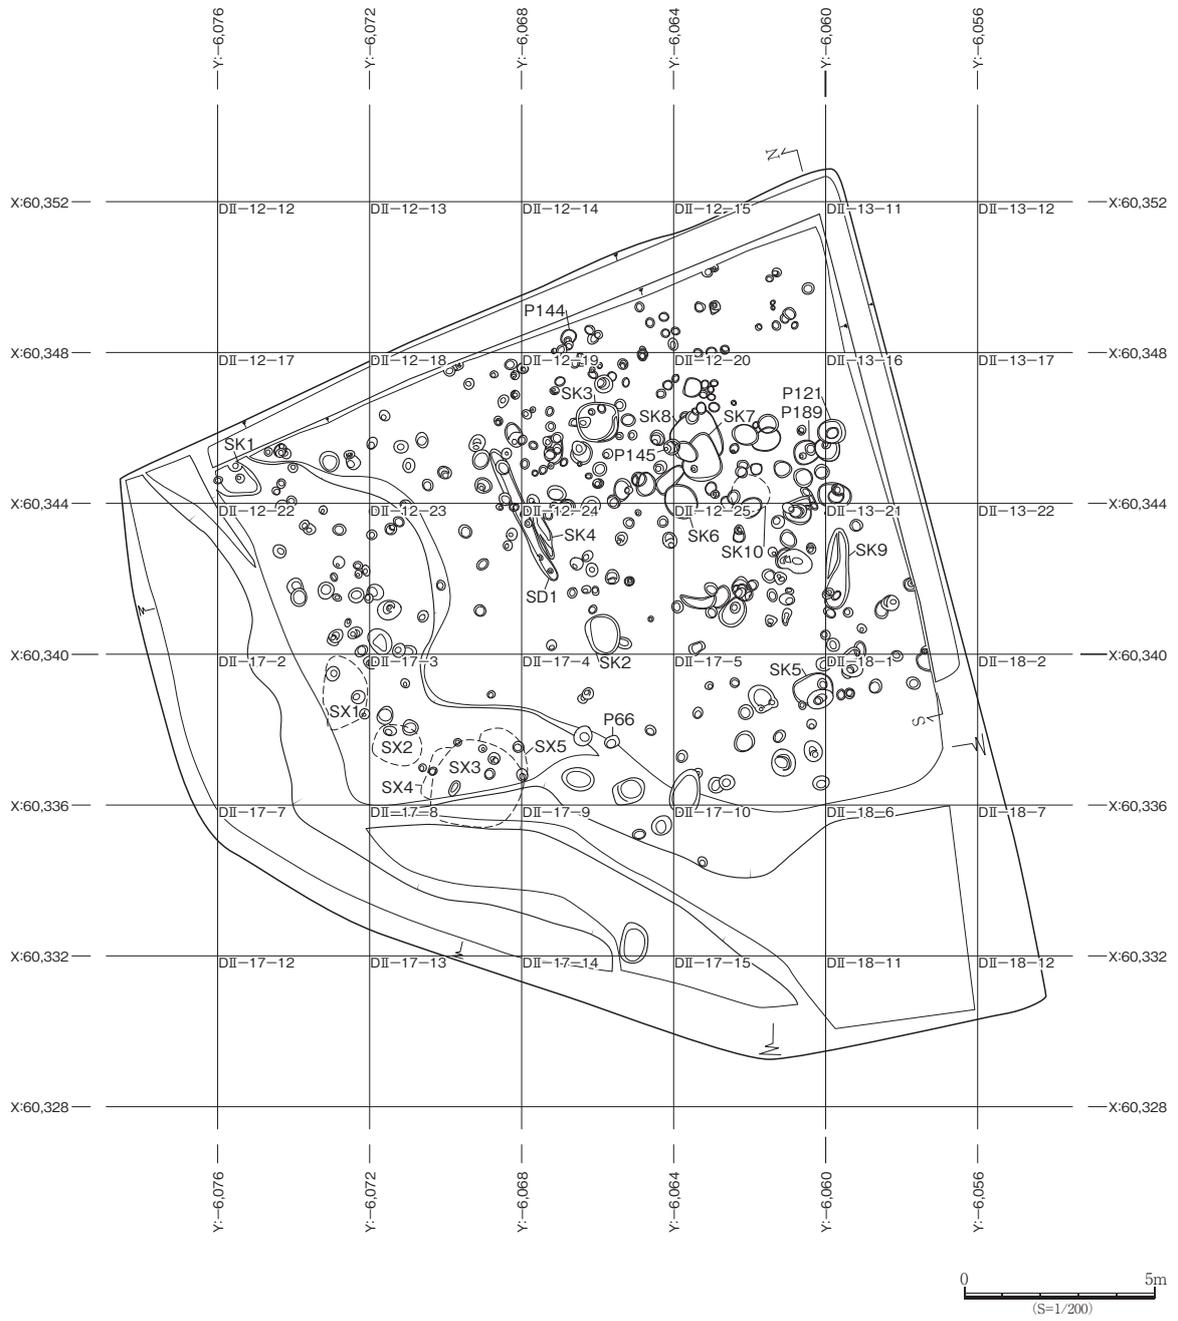 Y:−6,076 Y:−6,072 Y:−6,068 Y:−6,064 Y:−6,060 Y:−6,056
X:60,352 DⅡ−12−12 DⅡ−12−13 DⅡ−12−14 DⅡ−12−15 DⅡ−13−11 DⅡ−13−12 X:60,352
P144
X:60,348 DⅡ−12−17 DⅡ−12−18 DⅡ−12−19 DⅡ−12−20 DⅡ−13−16 DⅡ−13−17 X:60,348
SK3 P121
SK8 SK7 P189
SK1 P145
X:60,344 DⅡ−12−22 DⅡ−12−23 DⅡ−12−24 DⅡ−12−25 DⅡ−13−21 DⅡ−13−22 X:60,344
SK4 SK6
SK10 SK9
SD1
X:60,340 DⅡ−17−2 DⅡ−17−3 DⅡ−17−4 SK2 DⅡ−17−5 DⅡ−18−1 DⅡ−18−2 X:60,340
SK5
SX1 P66
SX2 SX5
SX3
SX4
X:60,336 DⅡ−17−7 DⅡ−17−8 DⅡ−17−9 DⅡ−17−10 DⅡ−18−6 DⅡ−18−7 X:60,336
X:60,332 DⅡ−17−12 DⅡ−17−13 DⅡ−17−14 DⅡ−17−15 DⅡ−18−11 DⅡ−18−12 X:60,332
X:60,328 X:60,328
Y:−6,076 Y:−6,072 Y:−6,068 Y:−6,064 Y:−6,060 Y:−6,056
0 5m
(S=1/200)